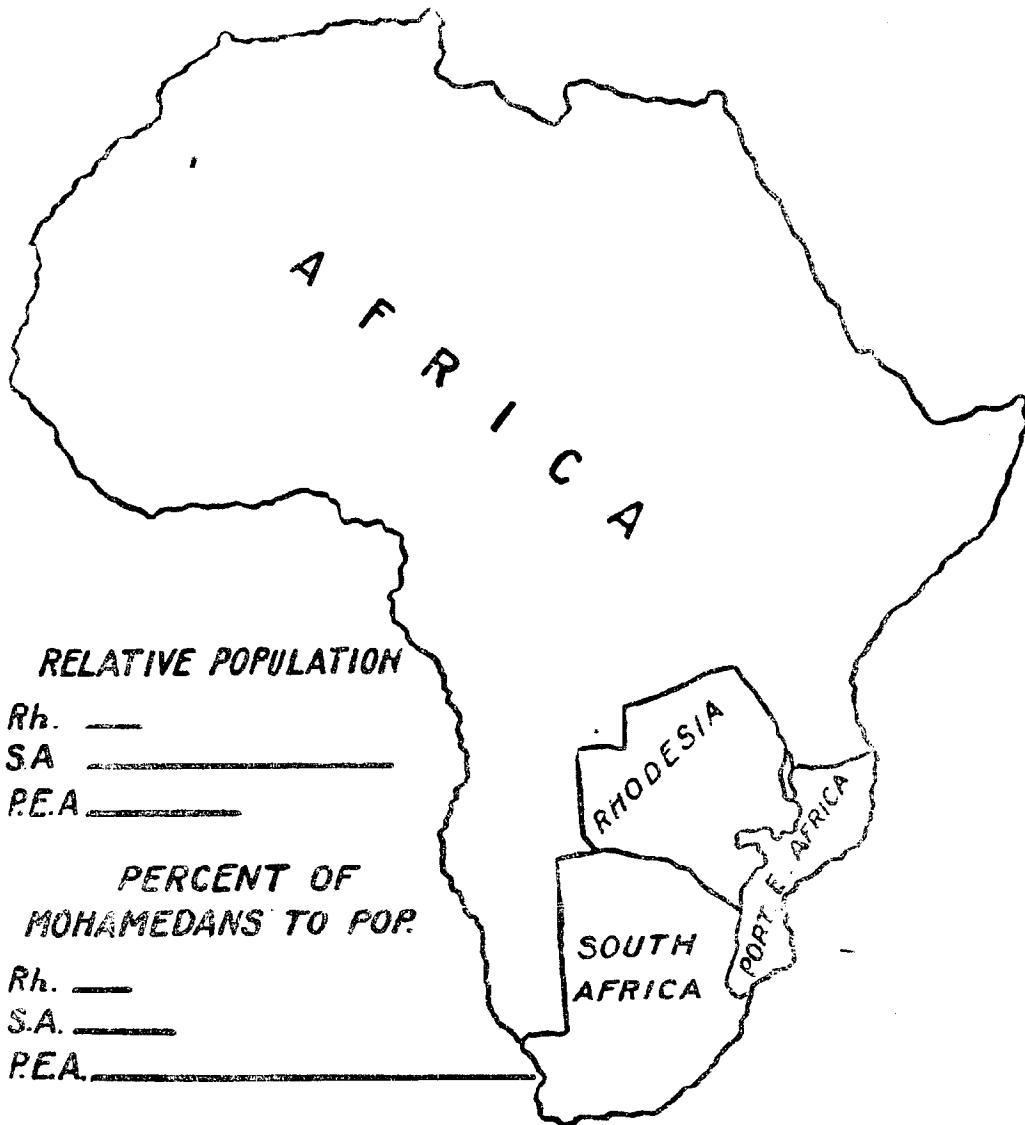 AFRICA
RELATIVE POPULATION
Rh.
S.A
P.E.A
PERCENT OF
MOHAMEDANS TO POP.
Rh.
S.A.
P.E.A.
RHODESIA
PORT E. AFRICA
SOUTH
AFRICA